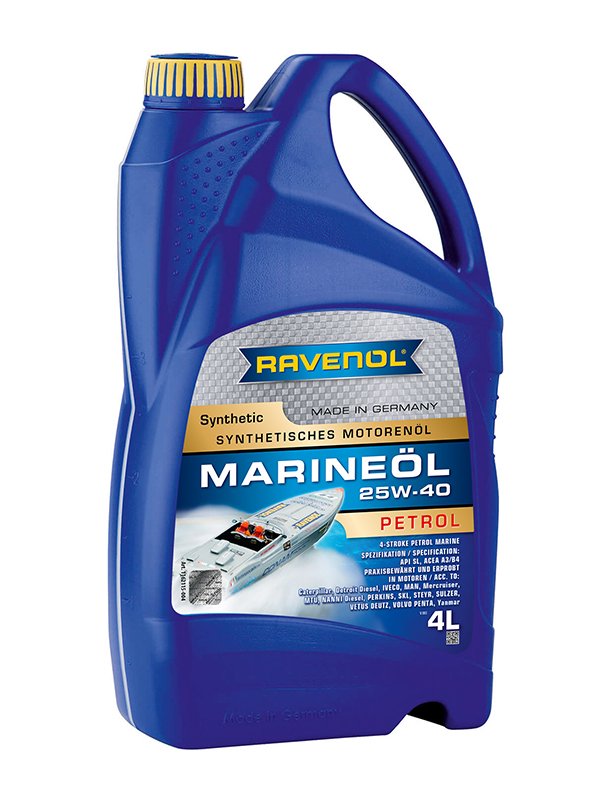 RAVENOL®
Synthetic
MADE IN GERMANY
SYNTHETISCHES MOTORENÖL
MARINEÖL
25W-40
PETROL
4-STROKE PETROL MARINE
SPEZIFIKATION / SPECIFICATION:
API SL, ACEA A3/B4
PRAXISBEWÄHRT UND ERPROBT
IN MOTOREN / ACC. TO:
Caterpillar, Detroit Diesel, IVECO, MAN, Mercruiser,
MTU, NANNI Diesel, PERKINS, SKL, STEYR, SULZER,
VETUS DEUTZ, VOLVO PENTA, Yanmar
4L
RAVENOL
Made in Germany